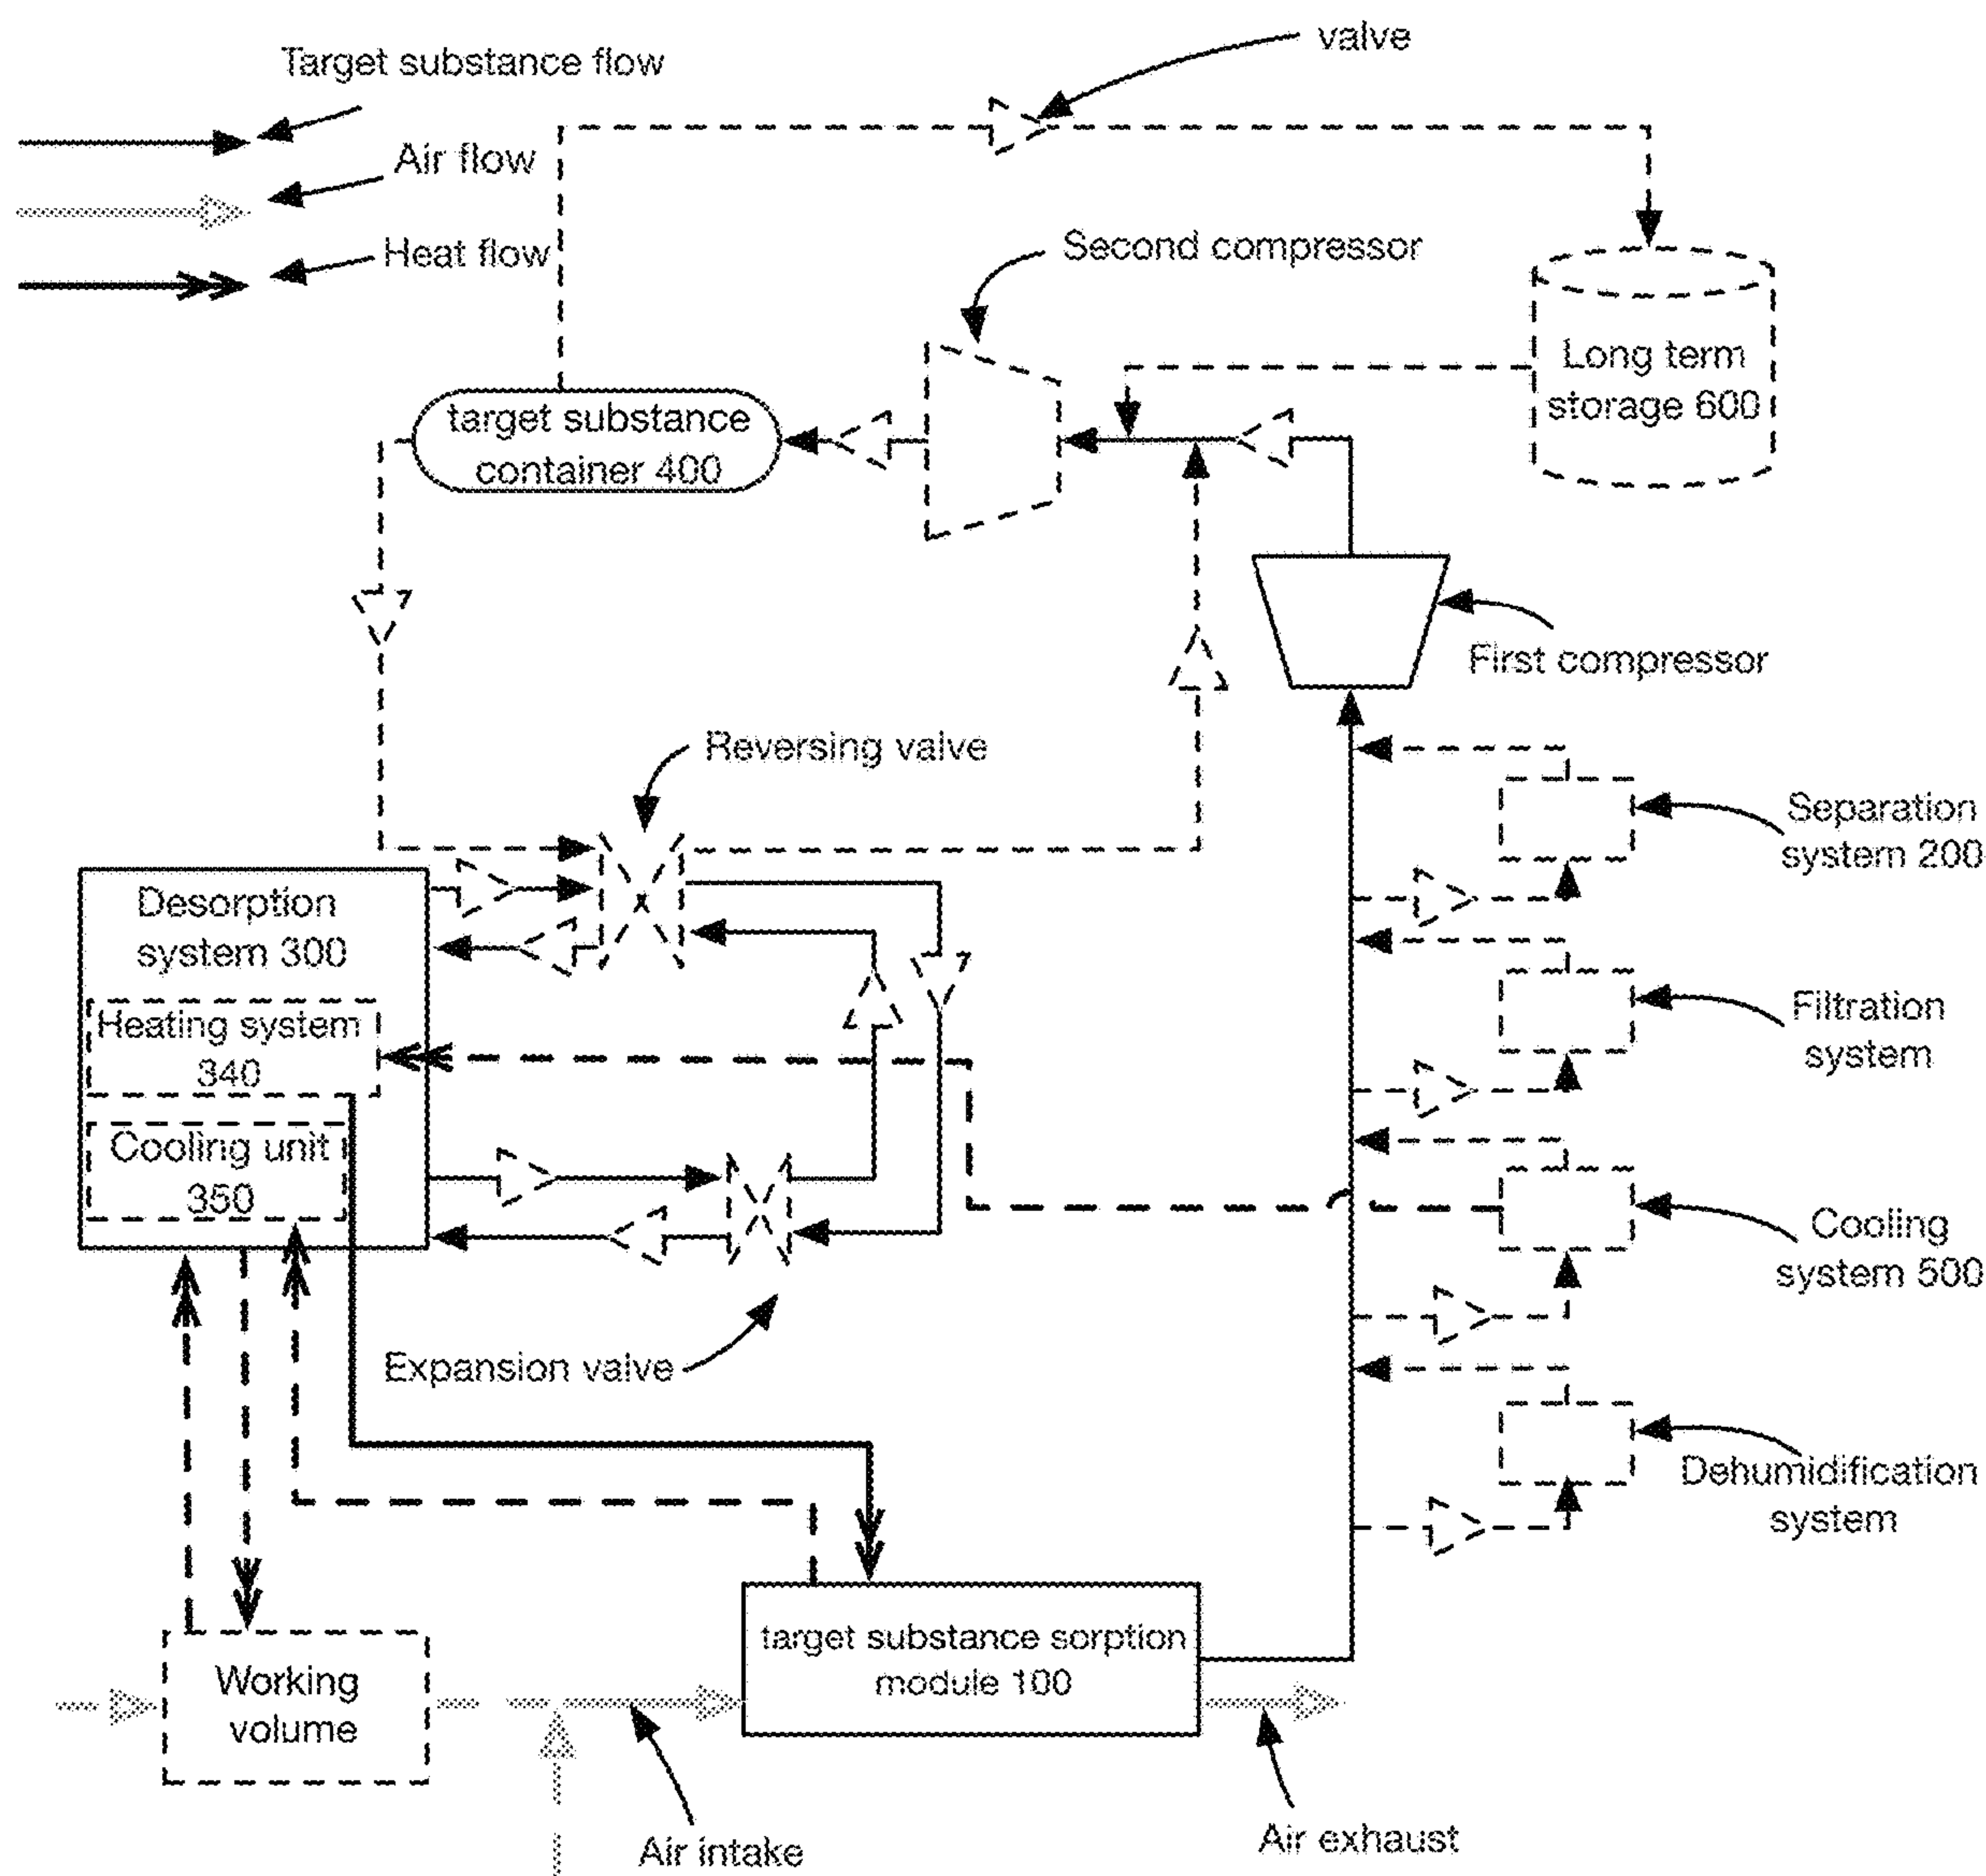 Target substance flow
valve
Air flow
Heat flow
Second compressor
Long term
storage 600
target substance
container 400
First compressor
Reversing valve
Separation
system 200
Desorption
system 300
Heating system
340
Filtration
system
Cooling unit
350
Cooling
system 500
Expansion valve
Dehumidification
system
target substance sorption
module 100
Working
volume
Air intake
Air exhaust